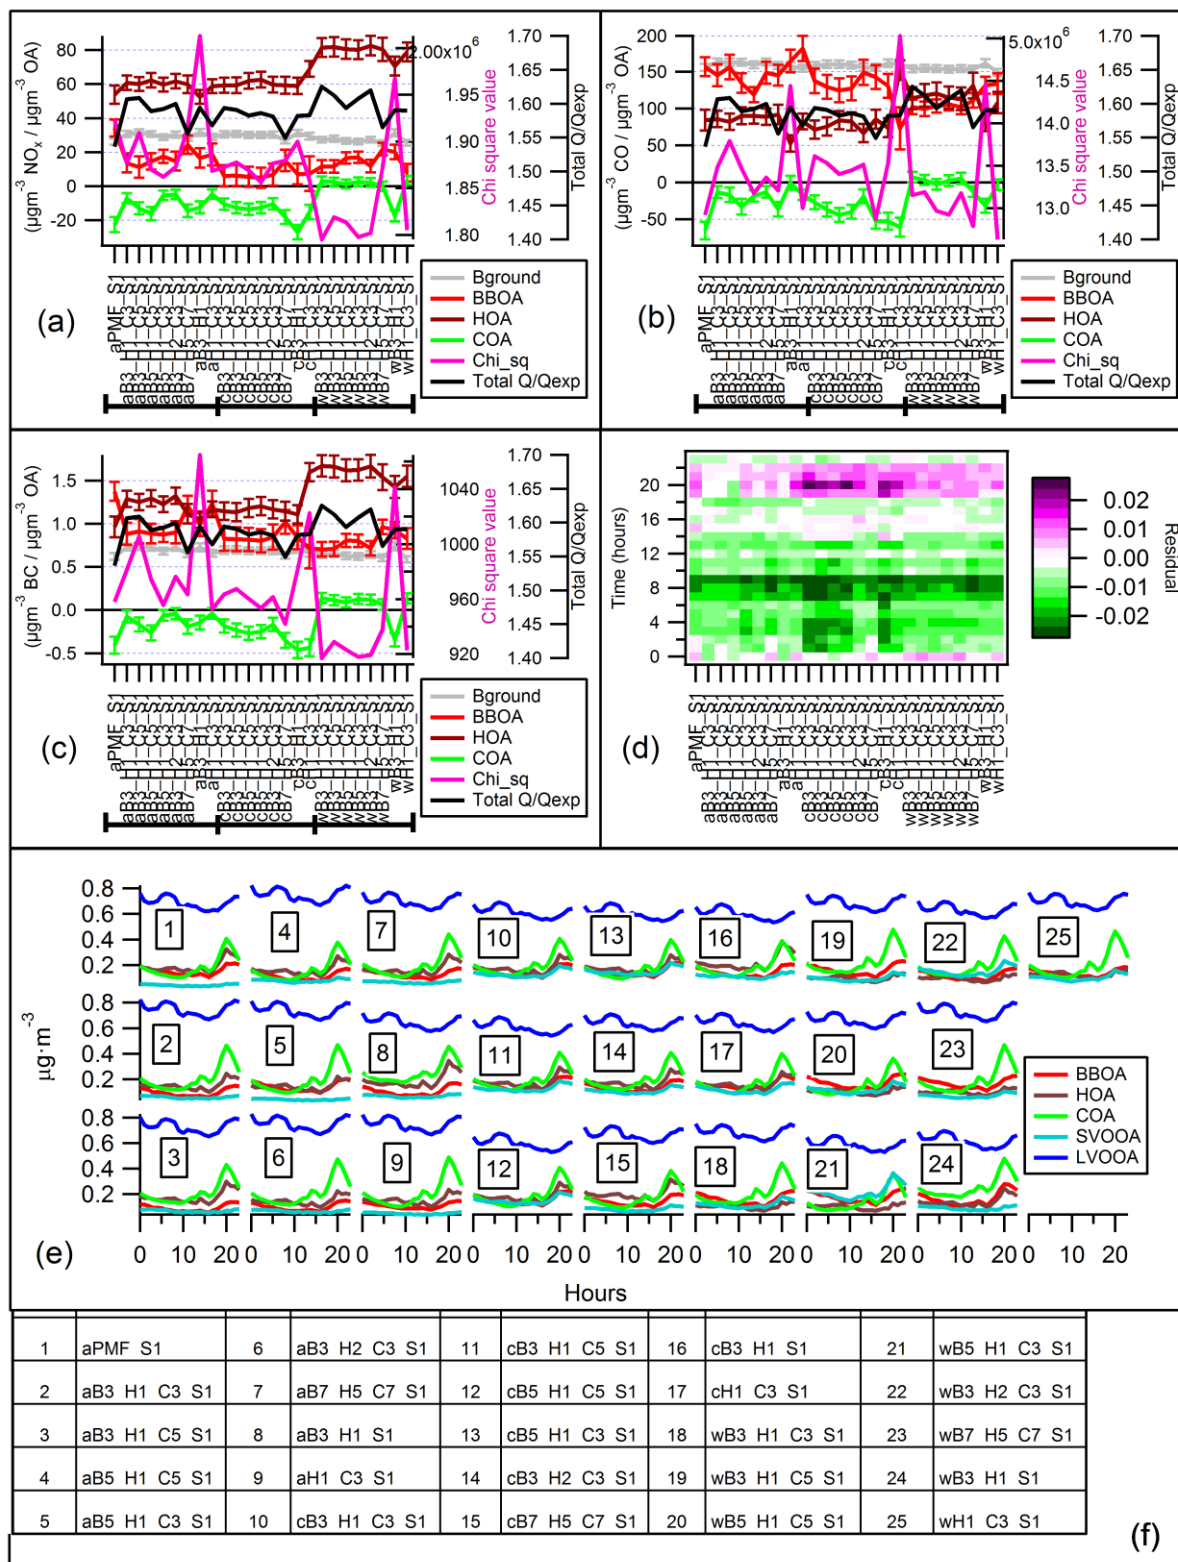 (a)
(µgm⁻³ NOx / µgm⁻³ OA)
80
60
40
20
0
-20
2.00x10⁶
1.95
1.90
1.85
1.80
Chi square value
1.70
1.65
1.60
1.55
1.50
1.45
1.40
Total Q/Qexp
Bground
BBOA
HOA
COA
Chi_sq
Total Q/Qexp
(b)
(µgm⁻³ CO / µgm⁻³ OA)
200
150
100
50
0
-50
5.0x10⁶
14.5
14.0
13.5
13.0
Chi square value
1.70
1.65
1.60
1.55
1.50
1.45
1.40
Total Q/Qexp
Bground
BBOA
HOA
COA
Chi_sq
Total Q/Qexp
(c)
(µgm⁻³ BC / µgm⁻³ OA)
1.5
1.0
0.5
0.0
-0.5
1040
1000
960
920
Chi square value
1.70
1.65
1.60
1.55
1.50
1.45
1.40
Total Q/Qexp
Bground
BBOA
HOA
COA
Chi_sq
Total Q/Qexp
(d)
Time (hours)
20
16
12
8
4
0
0.02
0.01
0.00
-0.01
-0.02
Residual
(e)
µg·m⁻³
0.8
0.6
0.4
0.2
1 4 7 10 13 16 19 22 25
0.8
0.6
0.4
0.2
2 5 8 11 14 17 20 23
0.8
0.6
0.4
0.2
3 6 9 12 15 18 21 24
0 10 20 0 10 20 0 10 20 0 10 20 0 10 20 0 10 20 0 10 20 0 10 20 0 10 20
Hours
BBOA
HOA
COA
SVOOA
LVOOA
1 aPMF S1 6 aB3 H2 C3 S1 11 cB3 H1 C5 S1 16 cB3 H1 S1 21 wB5 H1 C3 S1
2 aB3 H1 C3 S1 7 aB7 H5 C7 S1 12 cB5 H1 C5 S1 17 cH1 C3 S1 22 wB3 H2 C3 S1
3 aB3 H1 C5 S1 8 aB3 H1 S1 13 cB5 H1 C3 S1 18 wB3 H1 C3 S1 23 wB7 H5 C7 S1
4 aB5 H1 C5 S1 9 aH1 C3 S1 14 cB3 H2 C3 S1 19 wB3 H1 C5 S1 24 wB3 H1 S1
5 aB5 H1 C3 S1 10 cB3 H1 C3 S1 15 cB7 H5 C7 S1 20 wB5 H1 C5 S1 25 wH1 C3 S1
(f)